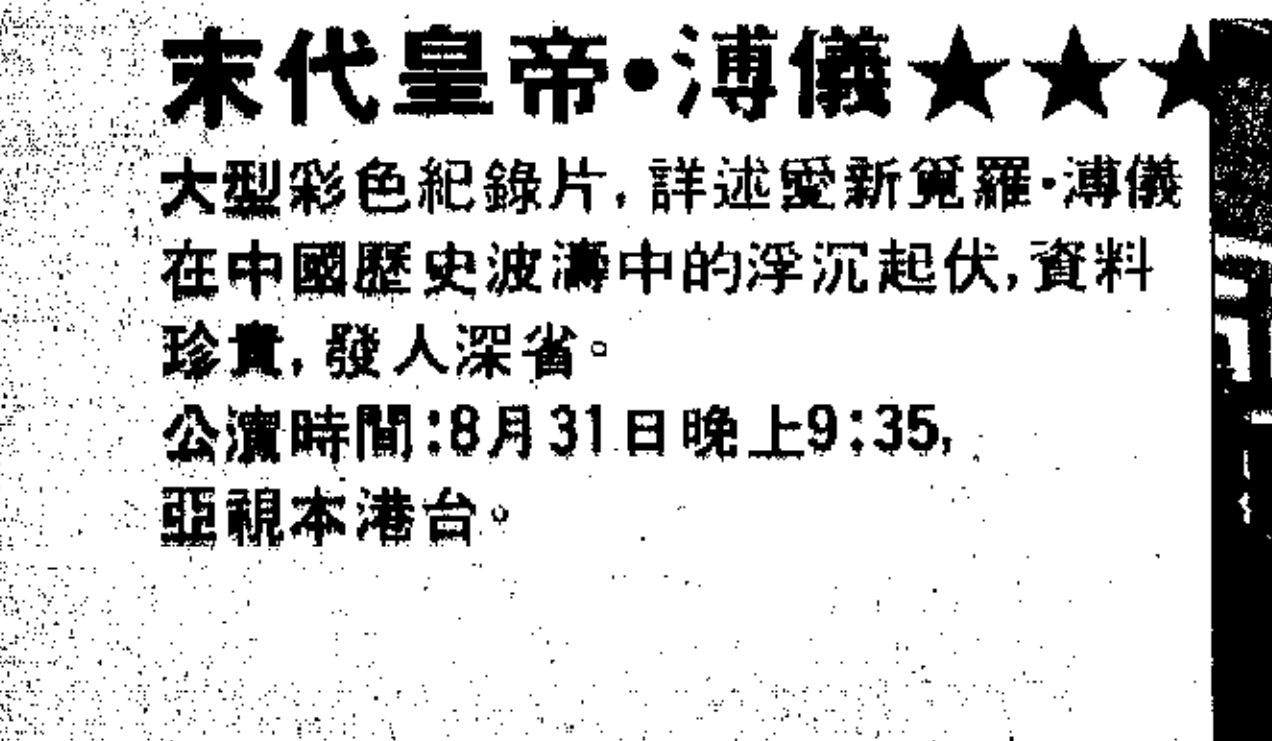 末代皇帝•溥儀★★★
大型彩色紀錄片,詳述愛新覺羅•溥儀
在中國歷史波濤中的浮沉起伏,資料
珍貴,發人深省。
公演時間:8月31日晚上9:35,
亞視本港台。